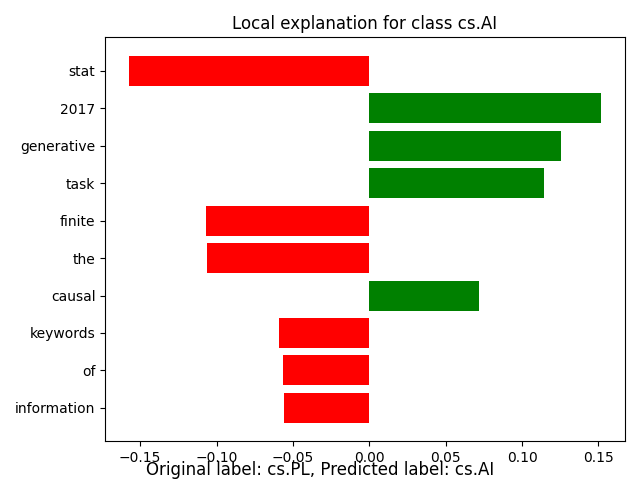 Local explanation for class cs.AI
stat
2017
generative
task
finite
the
causal
keywords
of
information
−0.15 −0.10 −0.05 0.00 0.05 0.10 0.15
Original label: cs.PL, Predicted label: cs.AI